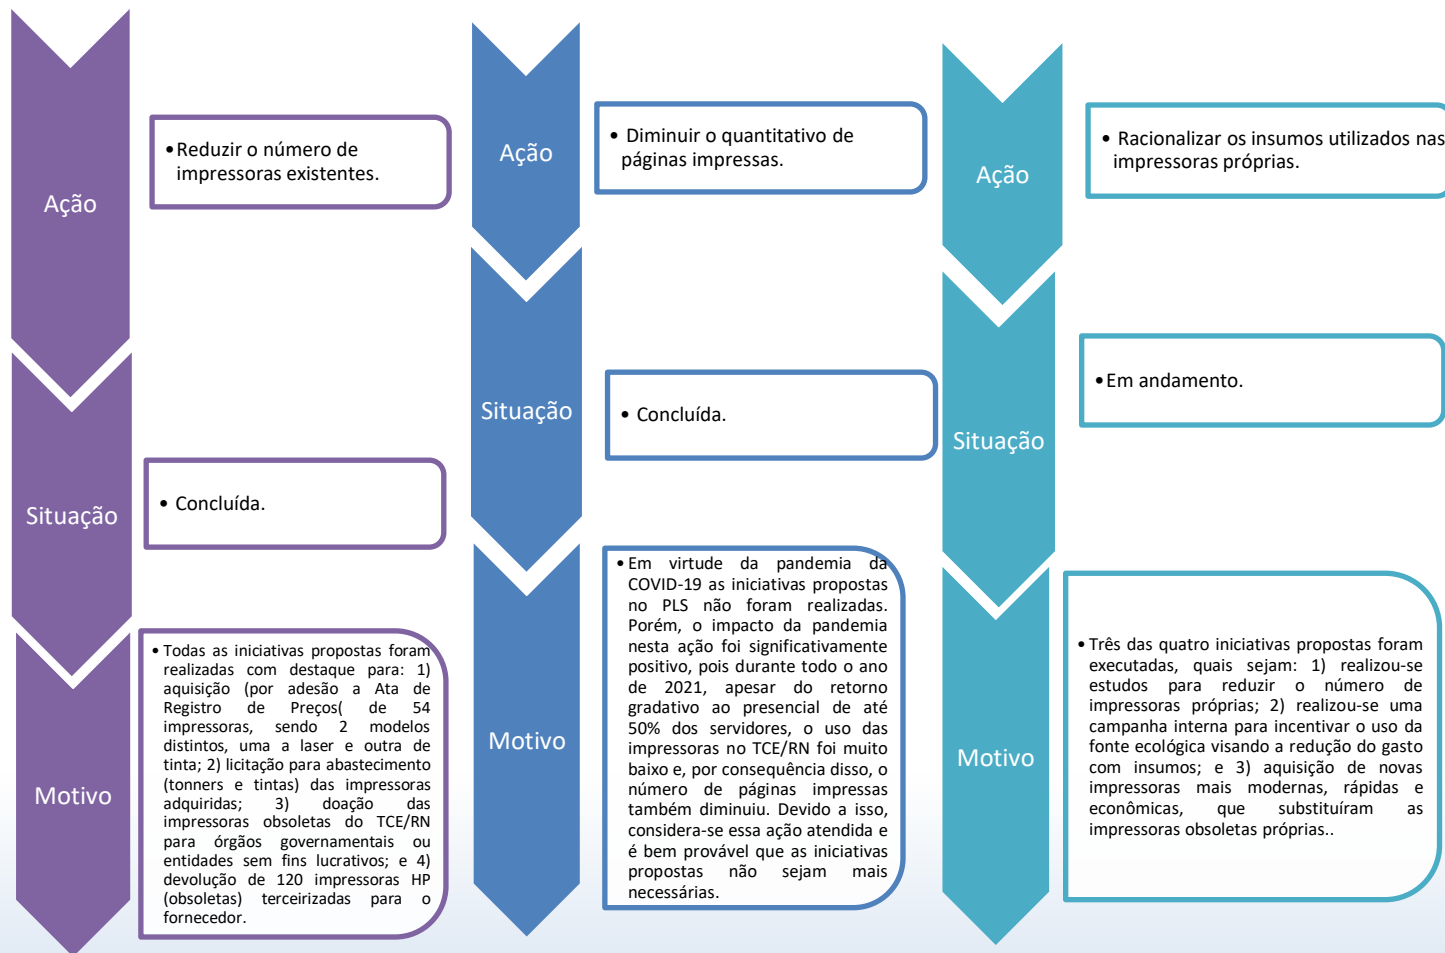 Ação
•Reduzir o número de
impressoras existentes.
Situação
• Concluída.
Motivo
• Todas as iniciativas propostas foram
realizadas com destaque para: 1)
aquisição (por adesão a Ata de
Registro de Preços( de 54
impressoras, sendo 2 modelos
distintos, uma a laser e outra de
tinta; 2) licitação para abastecimento
(tonners e tintas) das impressoras
adquiridas; 3) doação das
impressoras obsoletas do TCE/RN
para órgãos governamentais ou
entidades sem fins lucrativos; e 4)
devolução de 120 impressoras HP
(obsoletas) terceirizadas para o
fornecedor.
Ação
• Diminuir o quantitativo de
páginas impressas.
Situação
• Concluída.
Motivo
• Em virtude da pandemia da
COVID-19 as iniciativas propostas
no PLS não foram realizadas.
Porém, o impacto da pandemia
nesta ação foi significativamente
positivo, pois durante todo o ano
de 2021, apesar do retorno
gradativo ao presencial de até
50% dos servidores, o uso das
impressoras no TCE/RN foi muito
baixo e, por consequência disso, o
número de páginas impressas
também diminuiu. Devido a isso,
considera-se essa ação atendida e
é bem provável que as iniciativas
propostas não sejam mais
necessárias.
Ação
• Racionalizar os insumos utilizados nas
impressoras próprias.
Situação
•Em andamento.
Motivo
• Três das quatro iniciativas propostas foram
executadas, quais sejam: 1) realizou-se
estudos para reduzir o número de
impressoras próprias; 2) realizou-se uma
campanha interna para incentivar o uso da
fonte ecológica visando a redução do gasto
com insumos; e 3) aquisição de novas
impressoras mais modernas, rápidas e
econômicas, que substituíram as
impressoras obsoletas próprias..